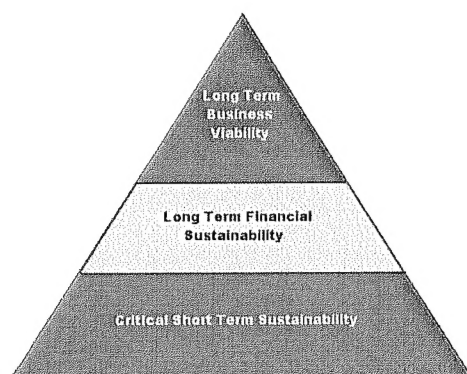 Long Term
Business
Viability
Long Term Financial
Sustainability
Critical Short Term Sustainability